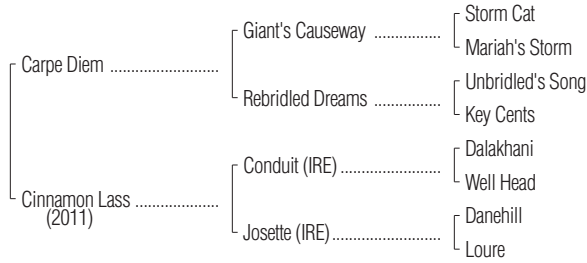 Storm Cat
Giant's Causeway ..................
Mariah's Storm
Carpe Diem ........................
Unbridled's Song
Rebridled Dreams ...............
Key Cents
Dalakhani
Conduit (IRE) .......................
Well Head
Cinnamon Lass ..................
(2011)
Danehill
Josette (IRE) ........................
Loure